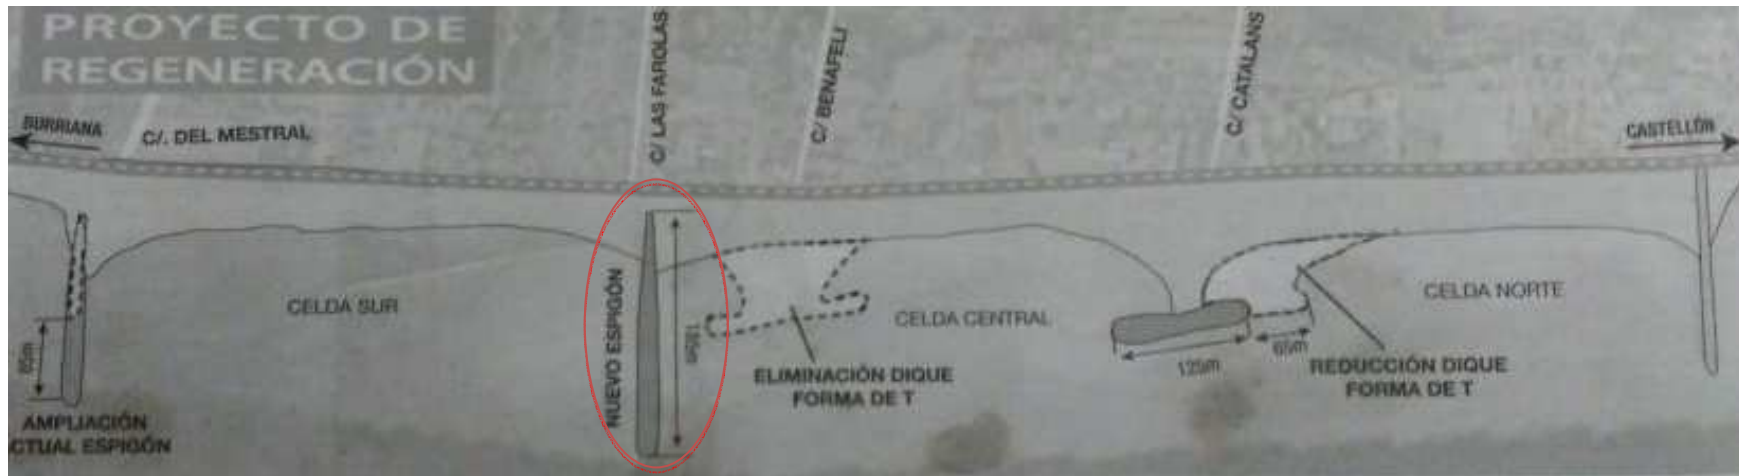 PROYECTO DE
REGENERACIÓN
BURRIANA
C/. DEL MESTRAL
C/ LAS FAROLAS
C/ BENAFELI
C/ CATALANS
CASTELLÓN
CELDA SUR
NUEVO ESPIGÓN
CELDA CENTRAL
ELIMINACIÓN DIQUE
FORMA DE T
125m
65m
CELDA NORTE
REDUCCIÓN DIQUE
FORMA DE T
AMPLIACIÓN
CTUAL ESPIGÓN